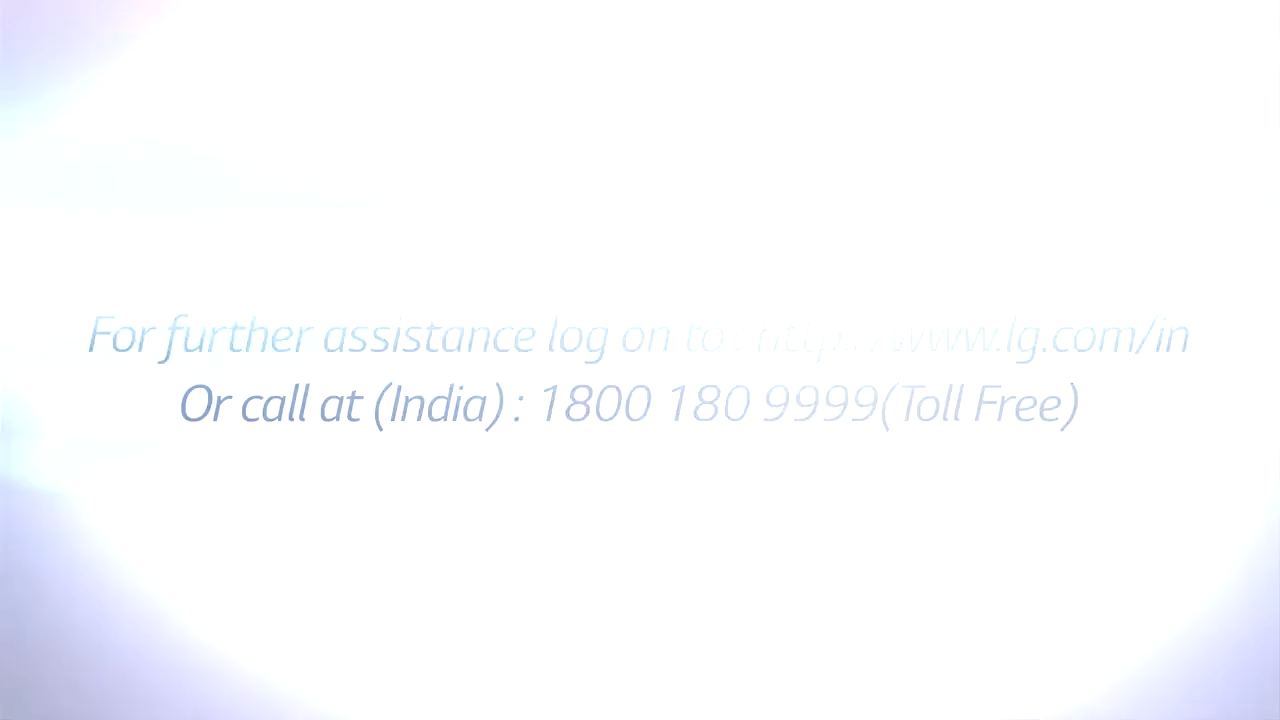 For further assistance log on to : http://www.lg.com/in
Or call at (India) : 1800 180 9999(Toll Free)